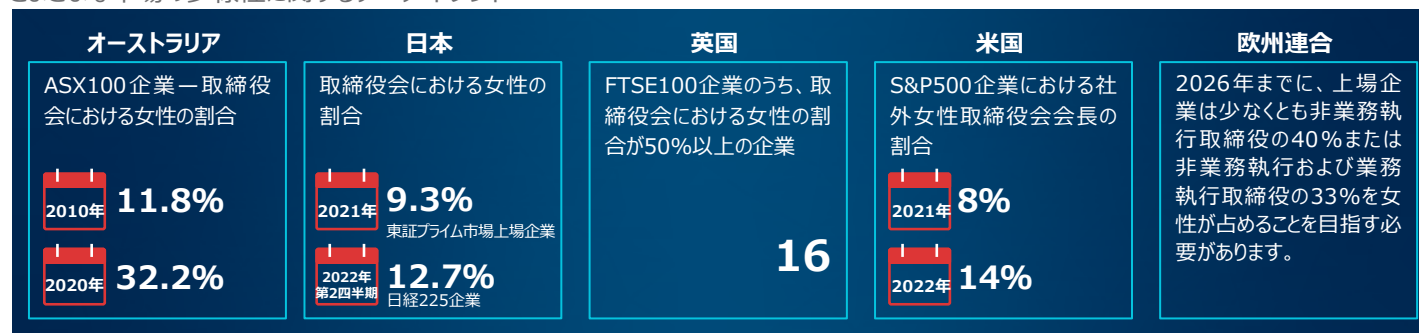 オーストラリア
ASX100企業―取締役
会における女性の割合
2010年 11.8%
2020年 32.2%
日本
取締役会における女性の
割合
2021年 9.3%
東証プライム市場上場企業
2022年
第2四半期 12.7%
日経225企業
英国
FTSE100企業のうち、取
締役会における女性の割
合が50%以上の企業
16
米国
S&P500企業における社
外女性取締役会会長の
割合
2021年 8%
2022年 14%
欧州連合
2026年までに、上場企
業は少なくとも非業務執
行取締役の40%または
非業務執行および業務
執行取締役の33%を女
性が占めることを目指す必
要があります。